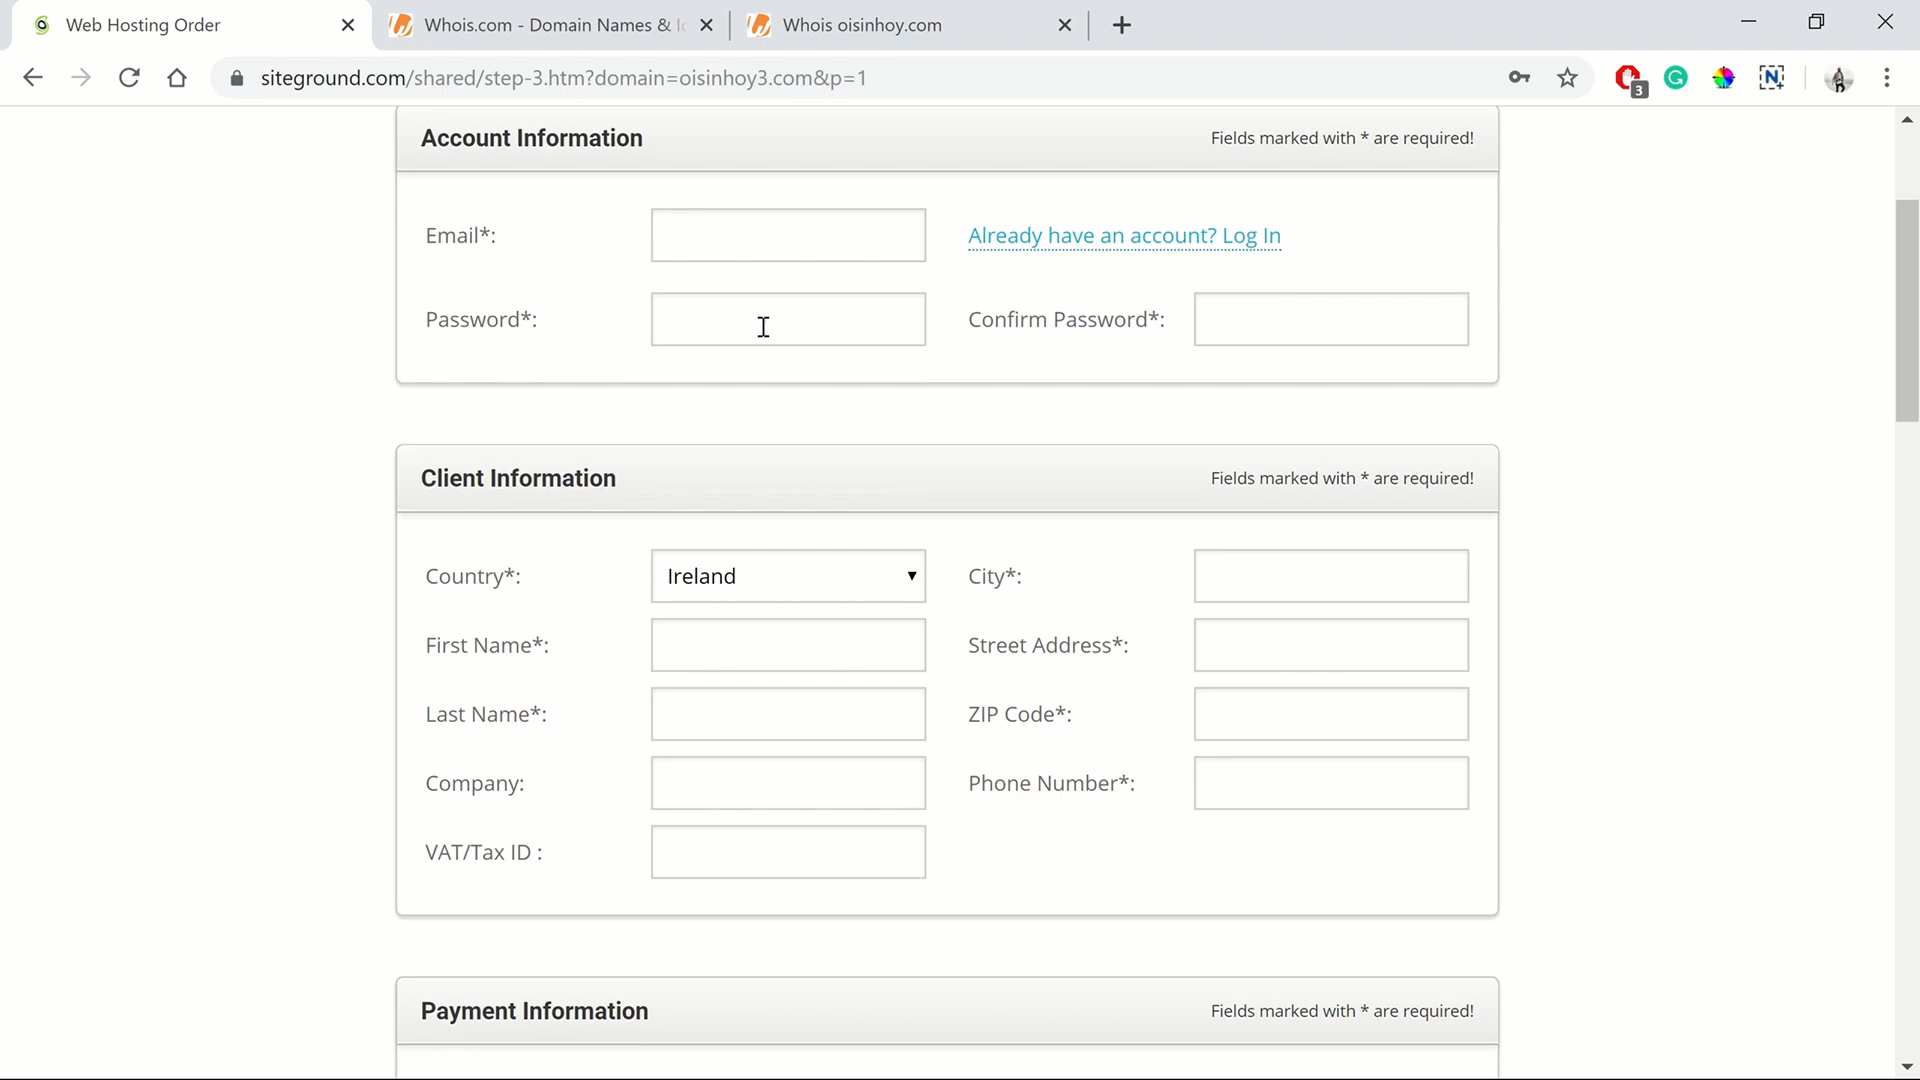 Web Hosting Order
Whois.com - Domain Names &
Whois oisinhoy.com
siteground.com/shared/step-3.htm?domain=oisinhoy3.com&p=1
3
Account Information
Fields marked with * are required!
Email*:
Already have an account? Log In
Password*:
Confirm Password*:
Client Information
Fields marked with * are required!
Country*:
Ireland
City*:
First Name*:
Street Address*:
Last Name*:
ZIP Code*:
Company:
Phone Number*:
VAT/Tax ID :
Payment Information
Fields marked with * are required!